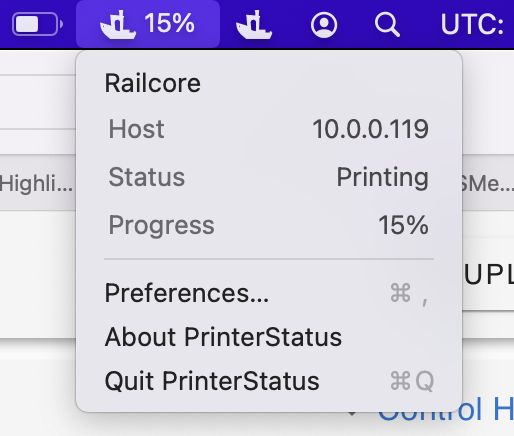 15% UTC:
Railcore
Host 10.0.0.119
Status Printing
Highli... SMe...
Progress 15%
UPL
Preferences... ⌘ ,
About PrinterStatus
Quit PrinterStatus ⌘Q
Control H